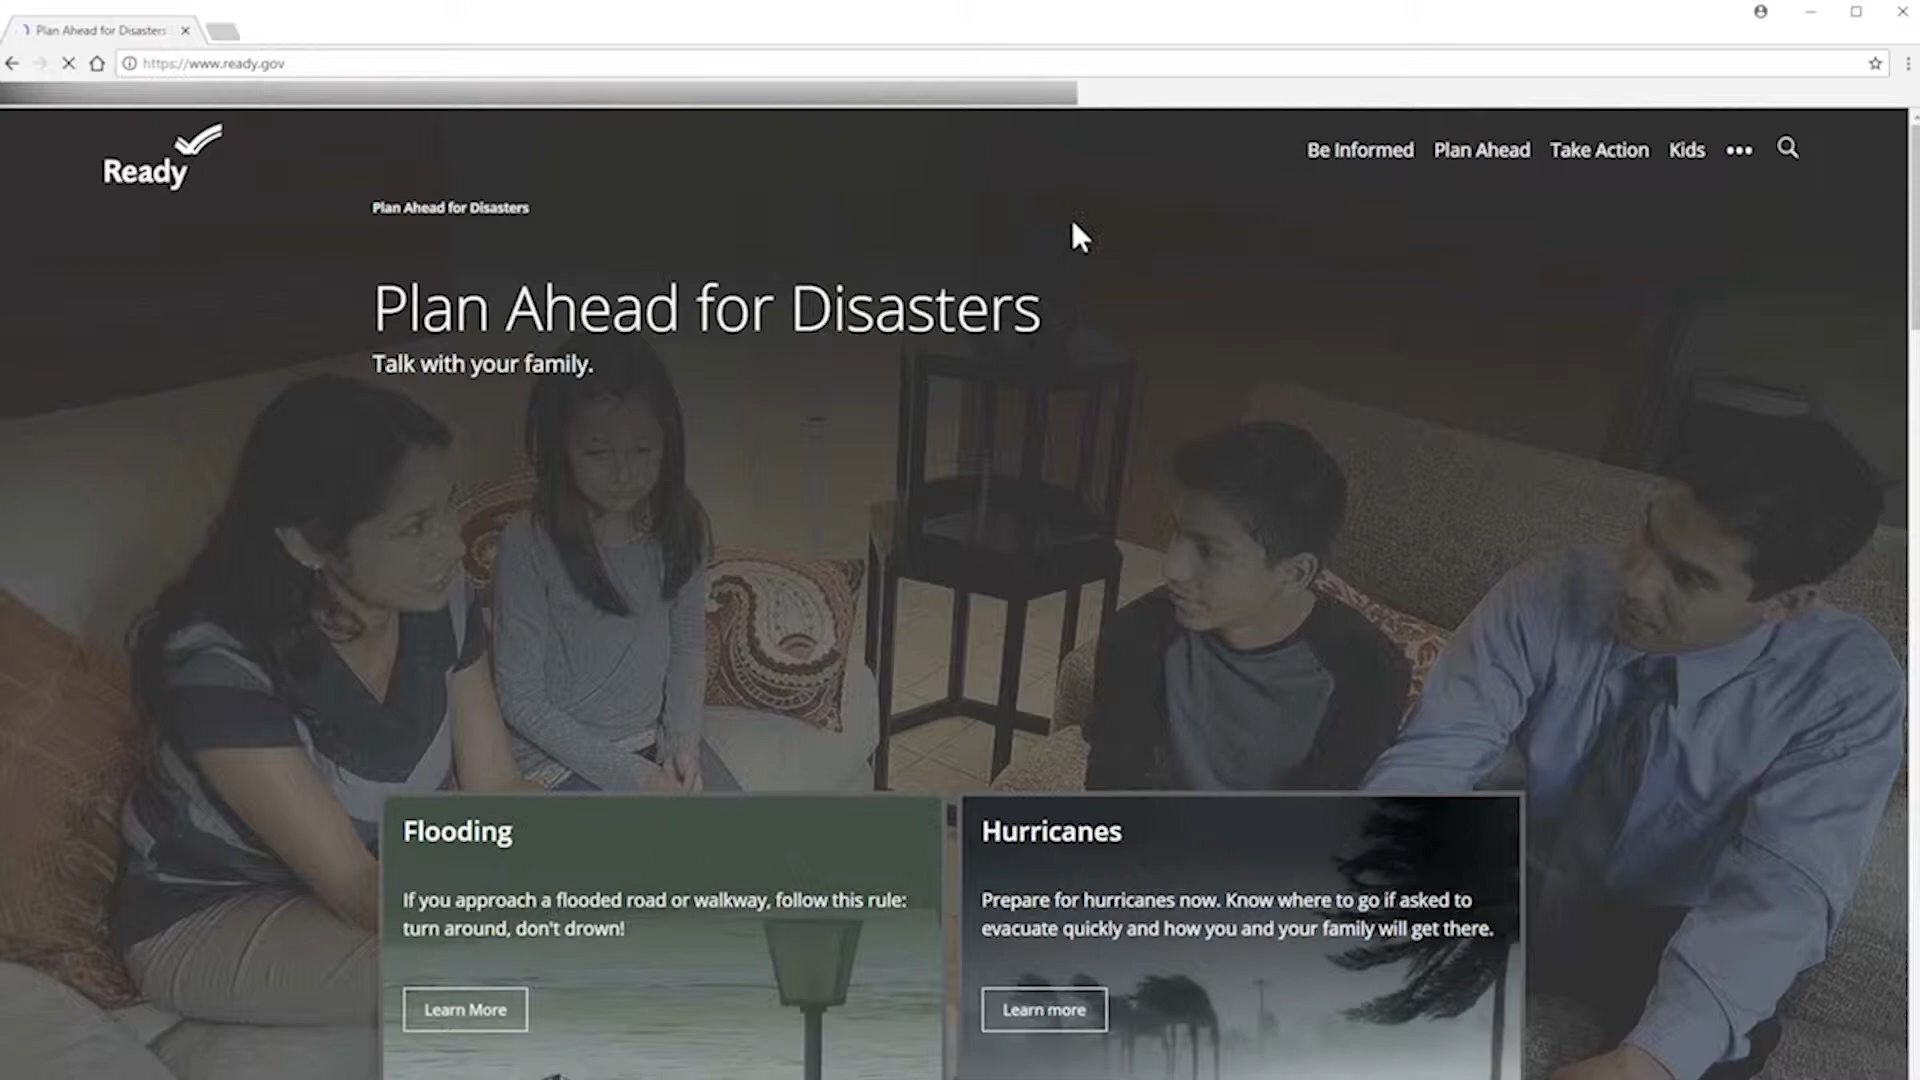 Plan Ahead for Disasters
https://www.ready.gov
Ready
Be Informed Plan Ahead Take Action Kids
Plan Ahead for Disasters
Plan Ahead for Disasters
Talk with your family.
Flooding
If you approach a flooded road or walkway, follow this rule:
turn around, don't drown!
Learn More
Hurricanes
Prepare for hurricanes now. Know where to go if asked to
evacuate quickly and how you and your family will get there.
Learn more